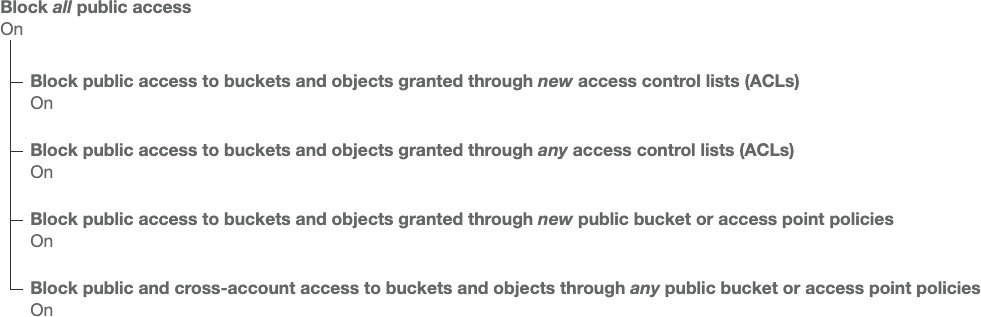 Block all public access
On
Block public access to buckets and objects granted through new access control lists (ACLs)
On
Block public access to buckets and objects granted through any access control lists (ACLs)
On
Block public access to buckets and objects granted through new public bucket or access point policies
On
Block public and cross-account access to buckets and objects through any public bucket or access point policies
On